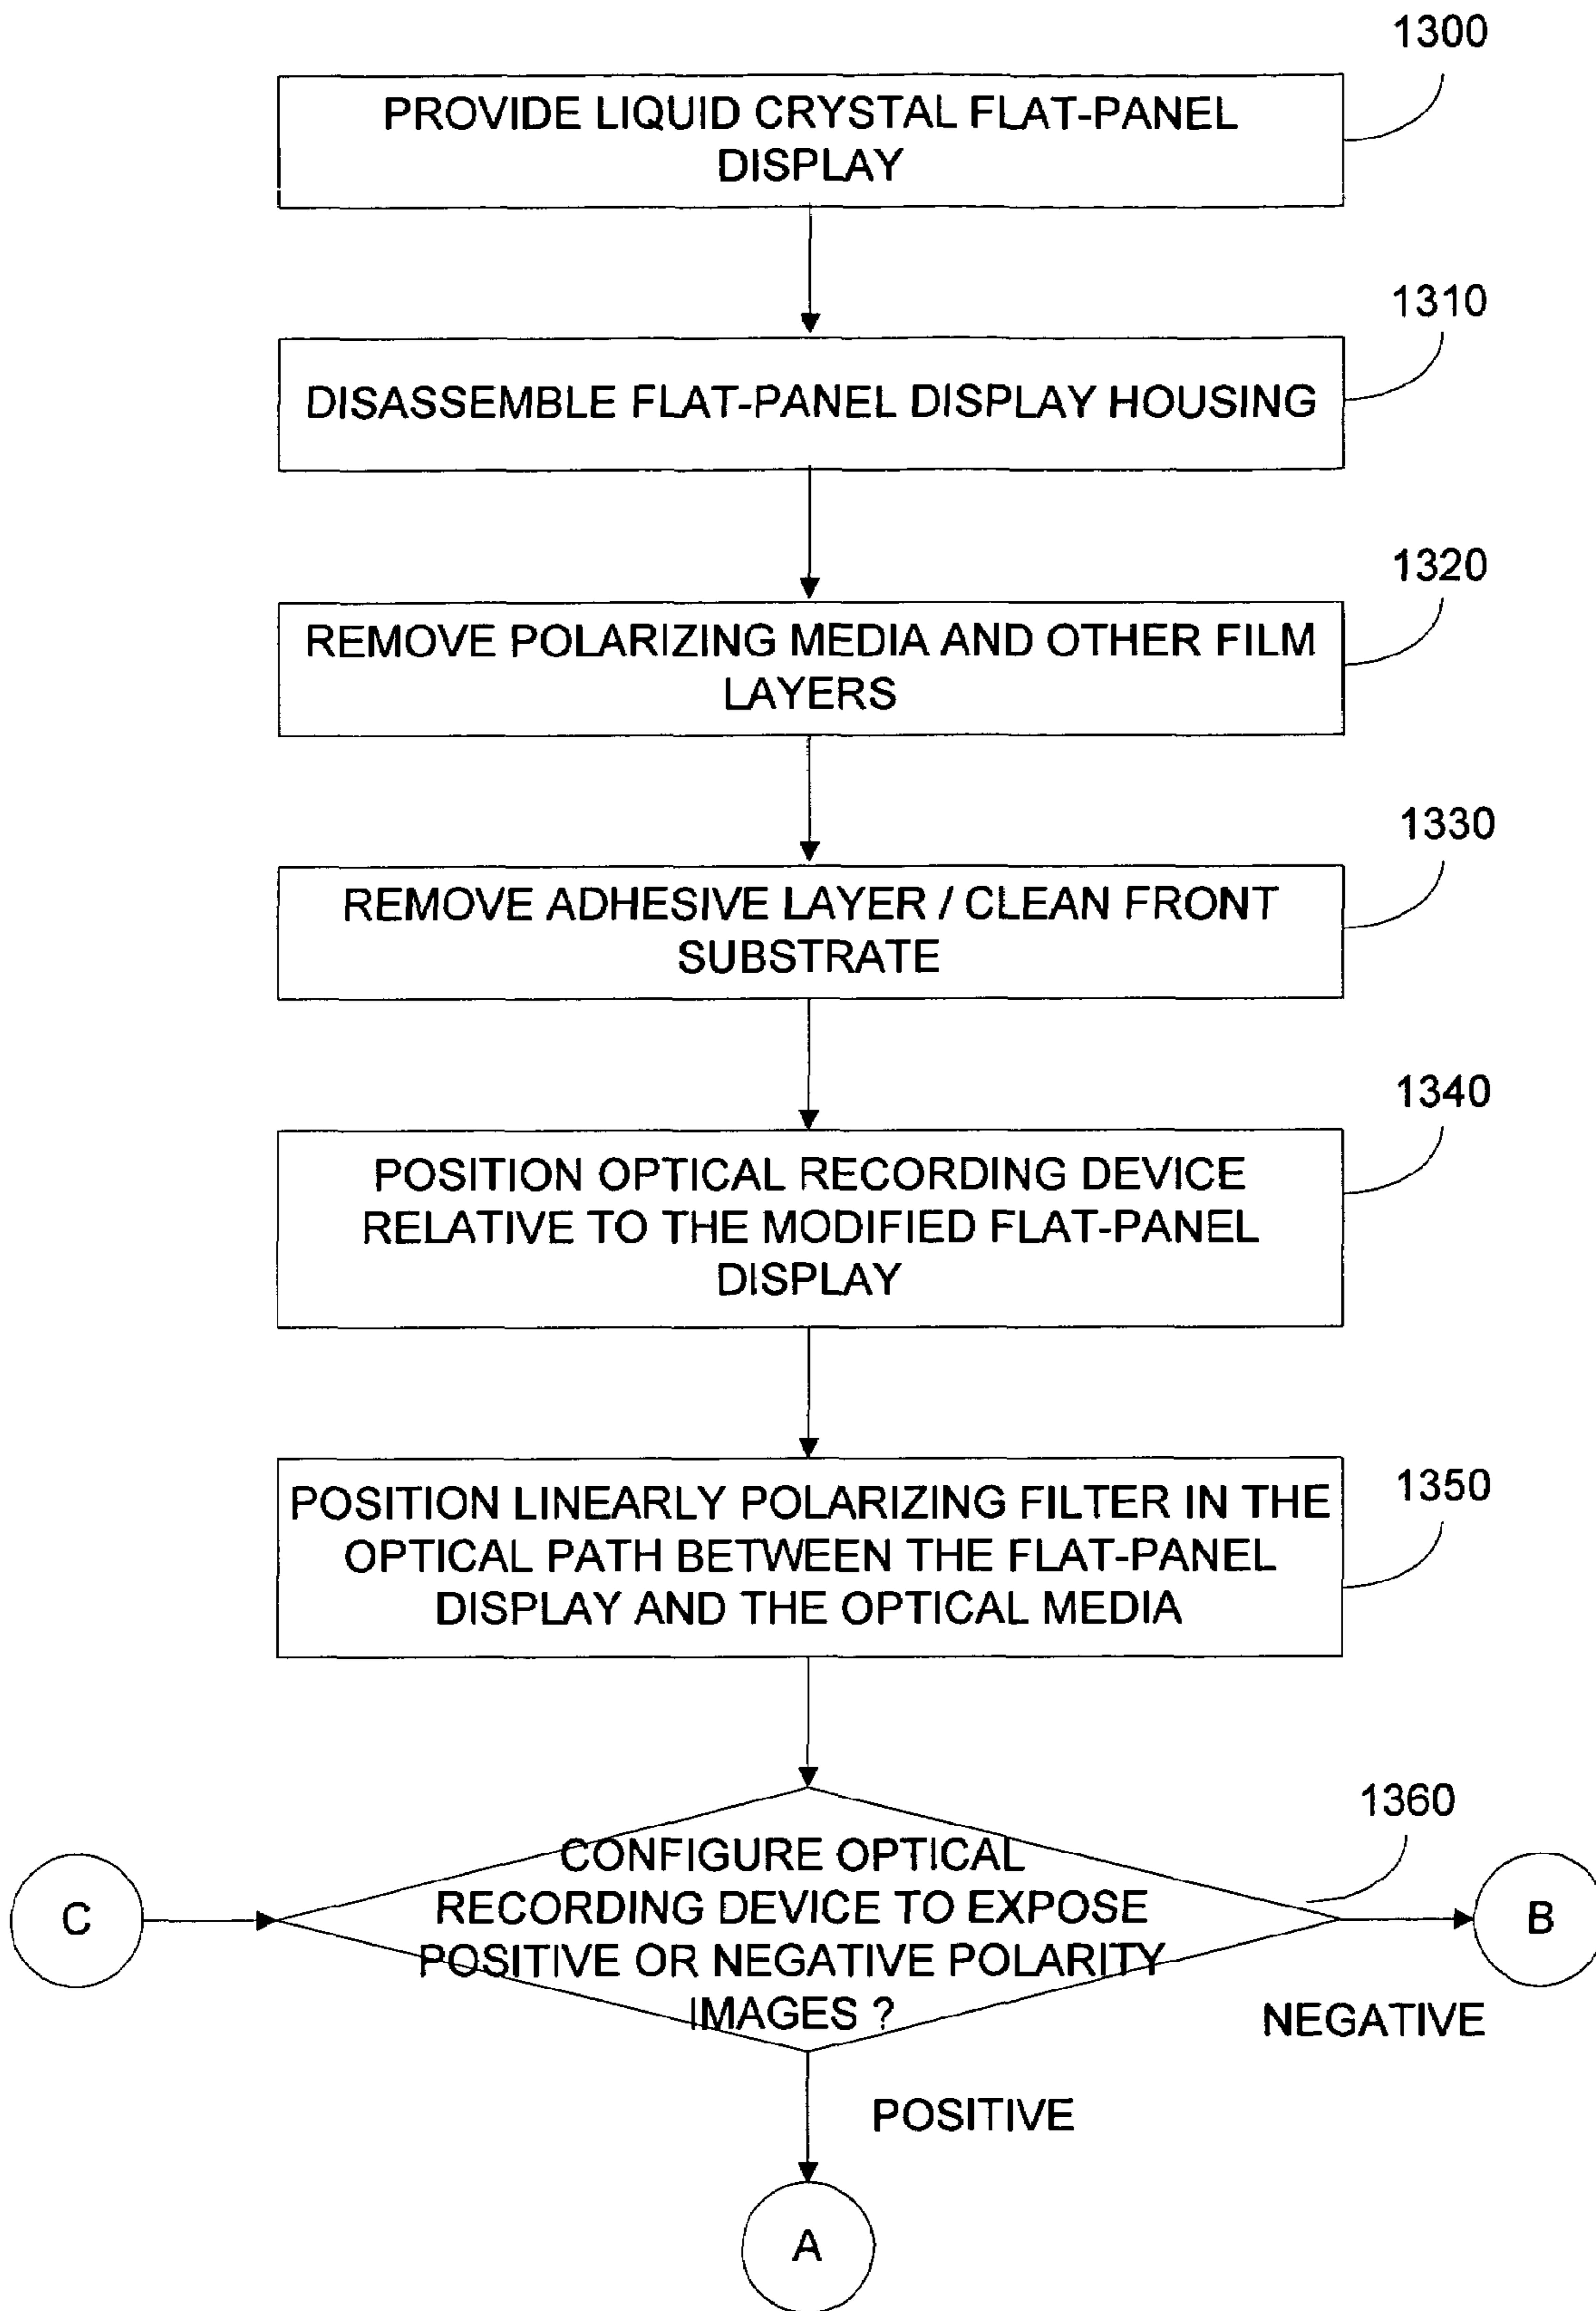 1300
PROVIDE LIQUID CRYSTAL FLAT-PANEL
DISPLAY
1310
DISASSEMBLE FLAT-PANEL DISPLAY HOUSING
1320
REMOVE POLARIZING MEDIA AND OTHER FILM
LAYERS
1330
REMOVE ADHESIVE LAYER / CLEAN FRONT
SUBSTRATE
1340
POSITION OPTICAL RECORDING DEVICE
RELATIVE TO THE MODIFIED FLAT-PANEL
DISPLAY
1350
POSITION LINEARLY POLARIZING FILTER IN THE
OPTICAL PATH BETWEEN THE FLAT-PANEL
DISPLAY AND THE OPTICAL MEDIA
1360
CONFIGURE OPTICAL
RECORDING DEVICE TO EXPOSE
POSITIVE OR NEGATIVE POLARITY
IMAGES ?
C
B
NEGATIVE
POSITIVE
A